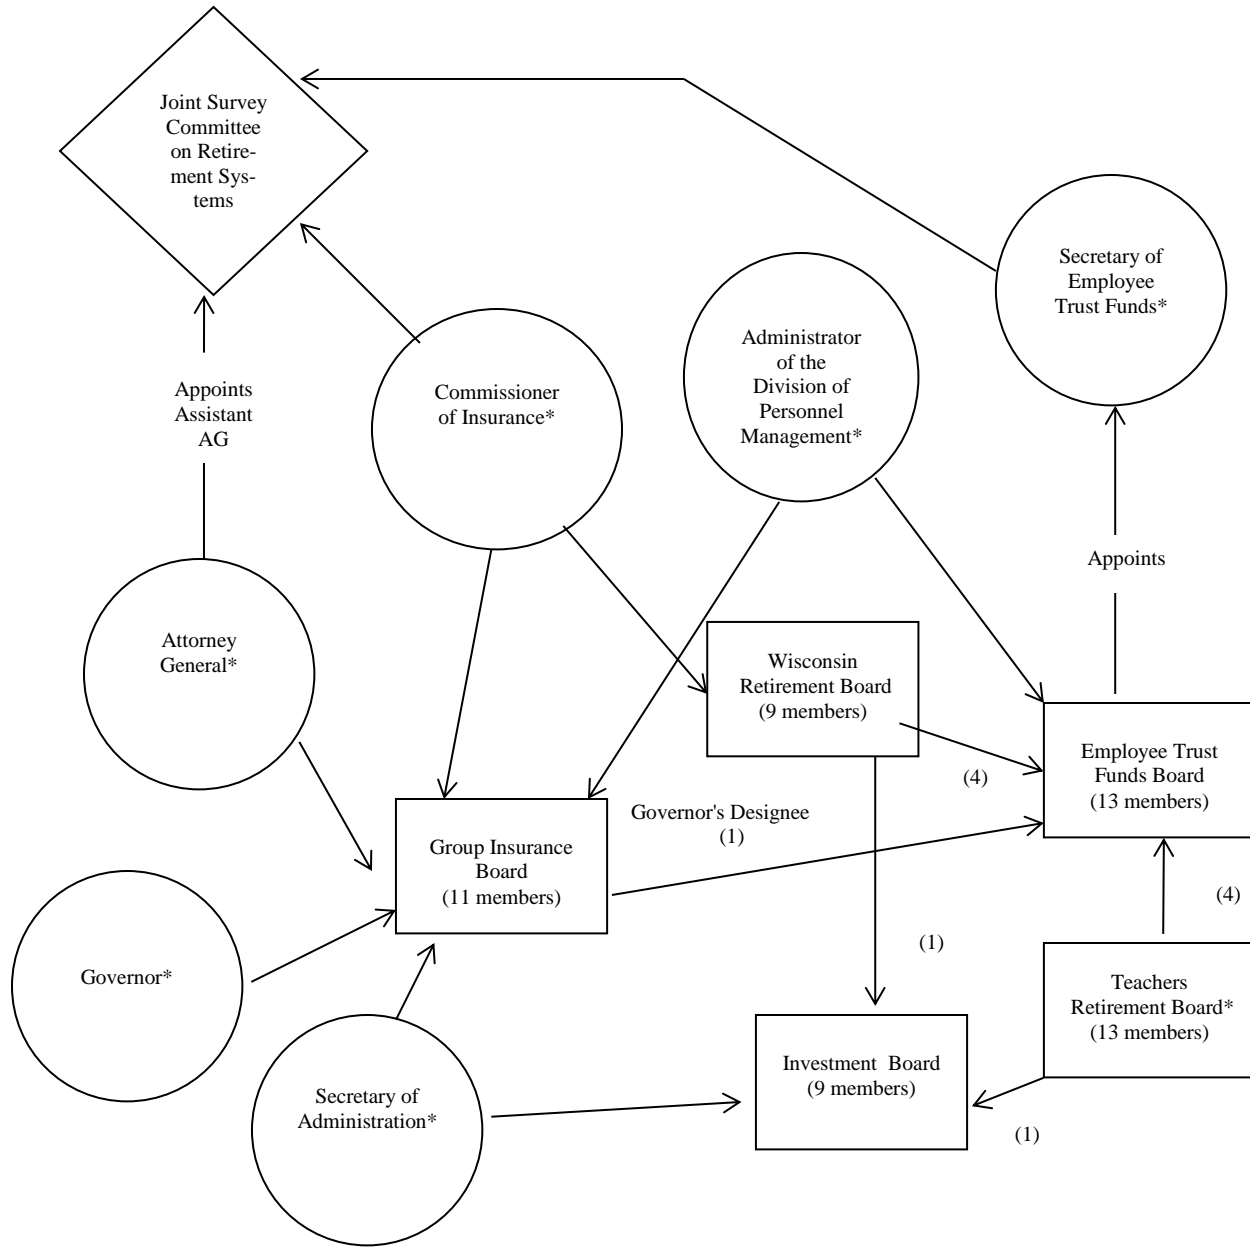 Joint Survey
Committee
on Retire-
ment Sys-
tems
Secretary of
Employee
Trust Funds*
Administrator
of the
Division of
Personnel
Management*
Commissioner
of Insurance*
Appoints
Assistant
AG
Appoints
Attorney
General*
Wisconsin
Retirement Board
(9 members)
Employee Trust
Funds Board
(13 members)
(4)
Governor's Designee
(1)
Group Insurance
Board
(11 members)
(4)
(1)
Governor*
Teachers
Retirement Board*
(13 members)
Investment  Board
(9 members)
Secretary of
Administration*
(1)